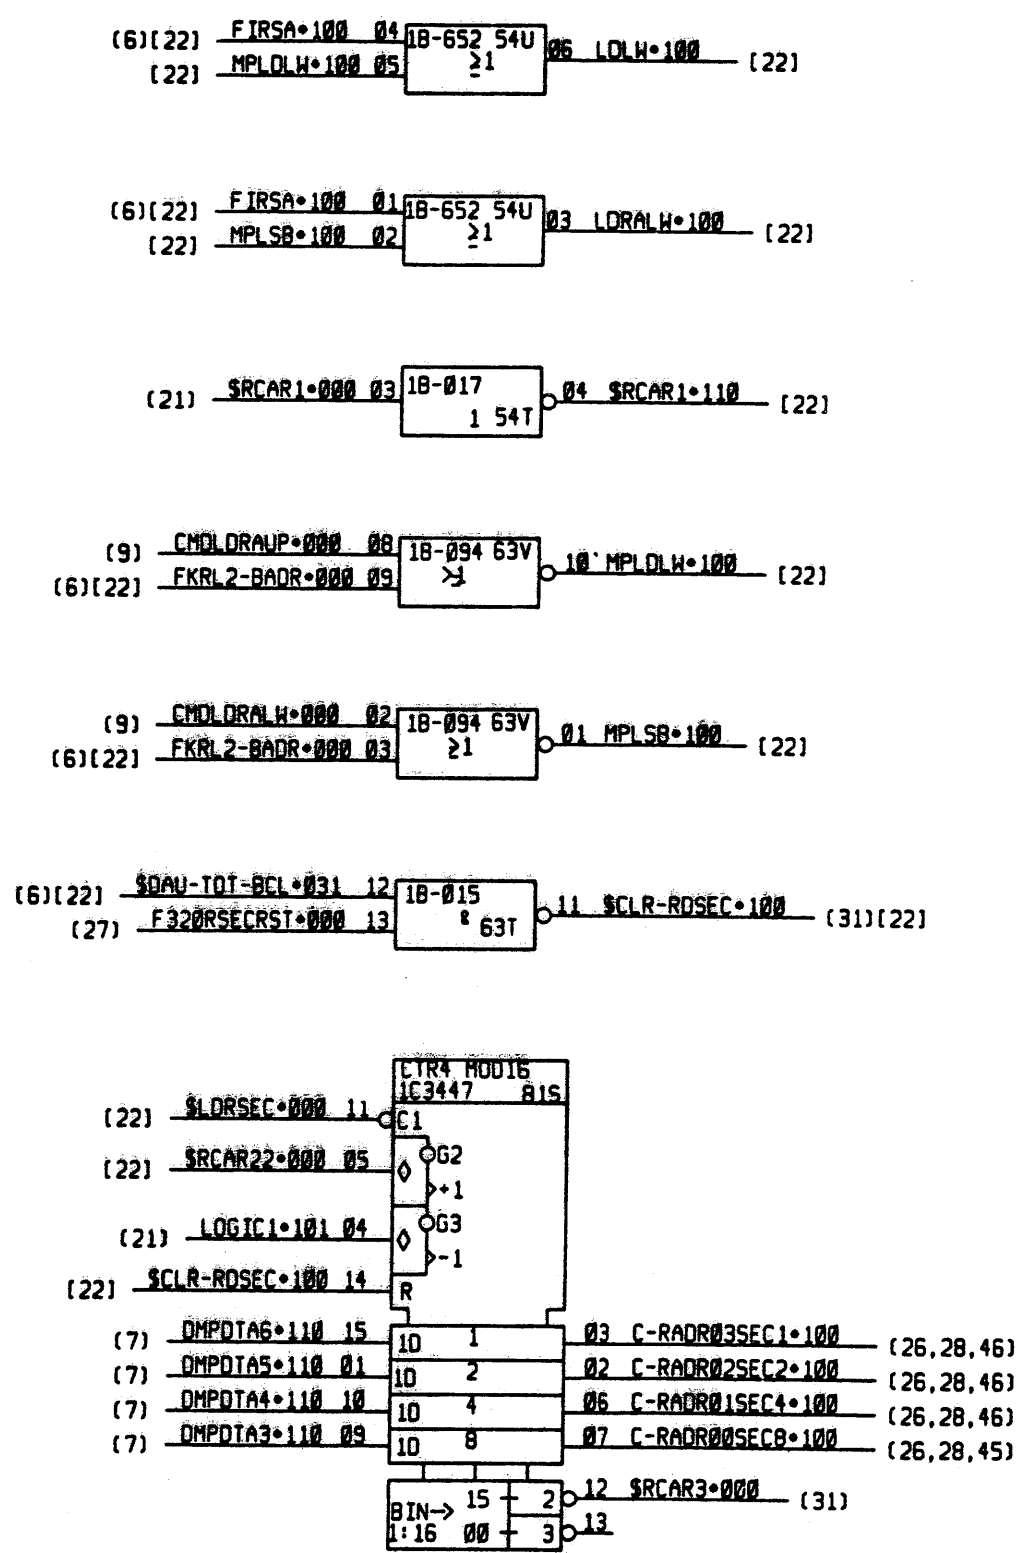 (6)[22] FIRSA•100 04 1B-652 54U 06 LDLW•100 [22]
[22] MPLDLW•100 05 ≥1
(6)[22] FIRSA•100 01 1B-652 54U 03 LDRALW•100 [22]
[22] MPLSB•100 02 ≥1
(21) $RCAR1•000 03 1B-017 04 $RCAR1•110 [22]
1 54T
(9) CMDLDRAUP•000 08 1B-094 63V 10 MPLDLW•100 [22]
(6)[22] FKRL2-BADR•000 09 ≥1
(9) CMDLDRALW•000 02 1B-094 63V 01 MPLSB•100 [22]
(6)[22] FKRL2-BADR•000 03 ≥1
(6)[22] $DAU-TOT-BCL•031 12 1B-015 11 $CLR-RDSEC•100 (31)[22]
(27) F320RSECRST•000 13 & 63T
CTR4 MOD16
1C3447 81S
[22] $LDRSEC•000 11 C1
G2
[22] $RCAR22•000 05
+1
G3
(21) LOGIC1•101 04
-1
[22] $CLR-RDSEC•100 14 R
(7) DMPDTA6•110 15 1D 1 03 C-RADR03SEC1•100 (26,28,46)
(7) DMPDTA5•110 01 1D 2 02 C-RADR02SEC2•100 (26,28,46)
(7) DMPDTA4•110 10 1D 4 06 C-RADR01SEC4•100 (26,28,46)
(7) DMPDTA3•110 09 1D 8 07 C-RADR00SEC8•100 (26,28,45)
BIN→ 15 2 12 $RCAR3•000 (31)
1:16 00 3 13